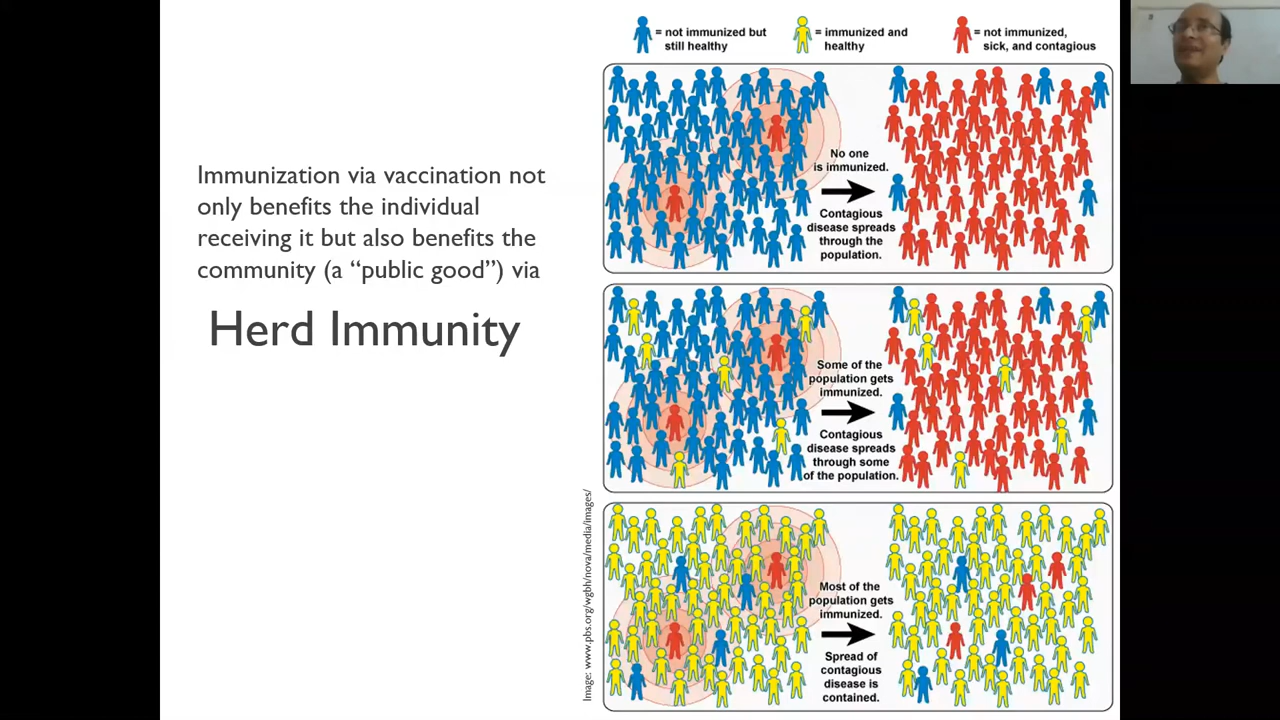 Immunization via vaccination not
only benefits the individual
receiving it but also benefits the
community (a “public good”) via
Herd Immunity
= not immunized but
still healthy
= immunized and
healthy
= not immunized,
sick, and contagious
No one
is immunized.
Contagious
disease spreads
through the
population.
Some of the
population gets
immunized.
Contagious
disease spreads
through some
of the population.
Most of the
population gets
immunized.
Spread of
contagious
disease is
contained.
Image: www.pbs.org/wgbh/nova/media/images/